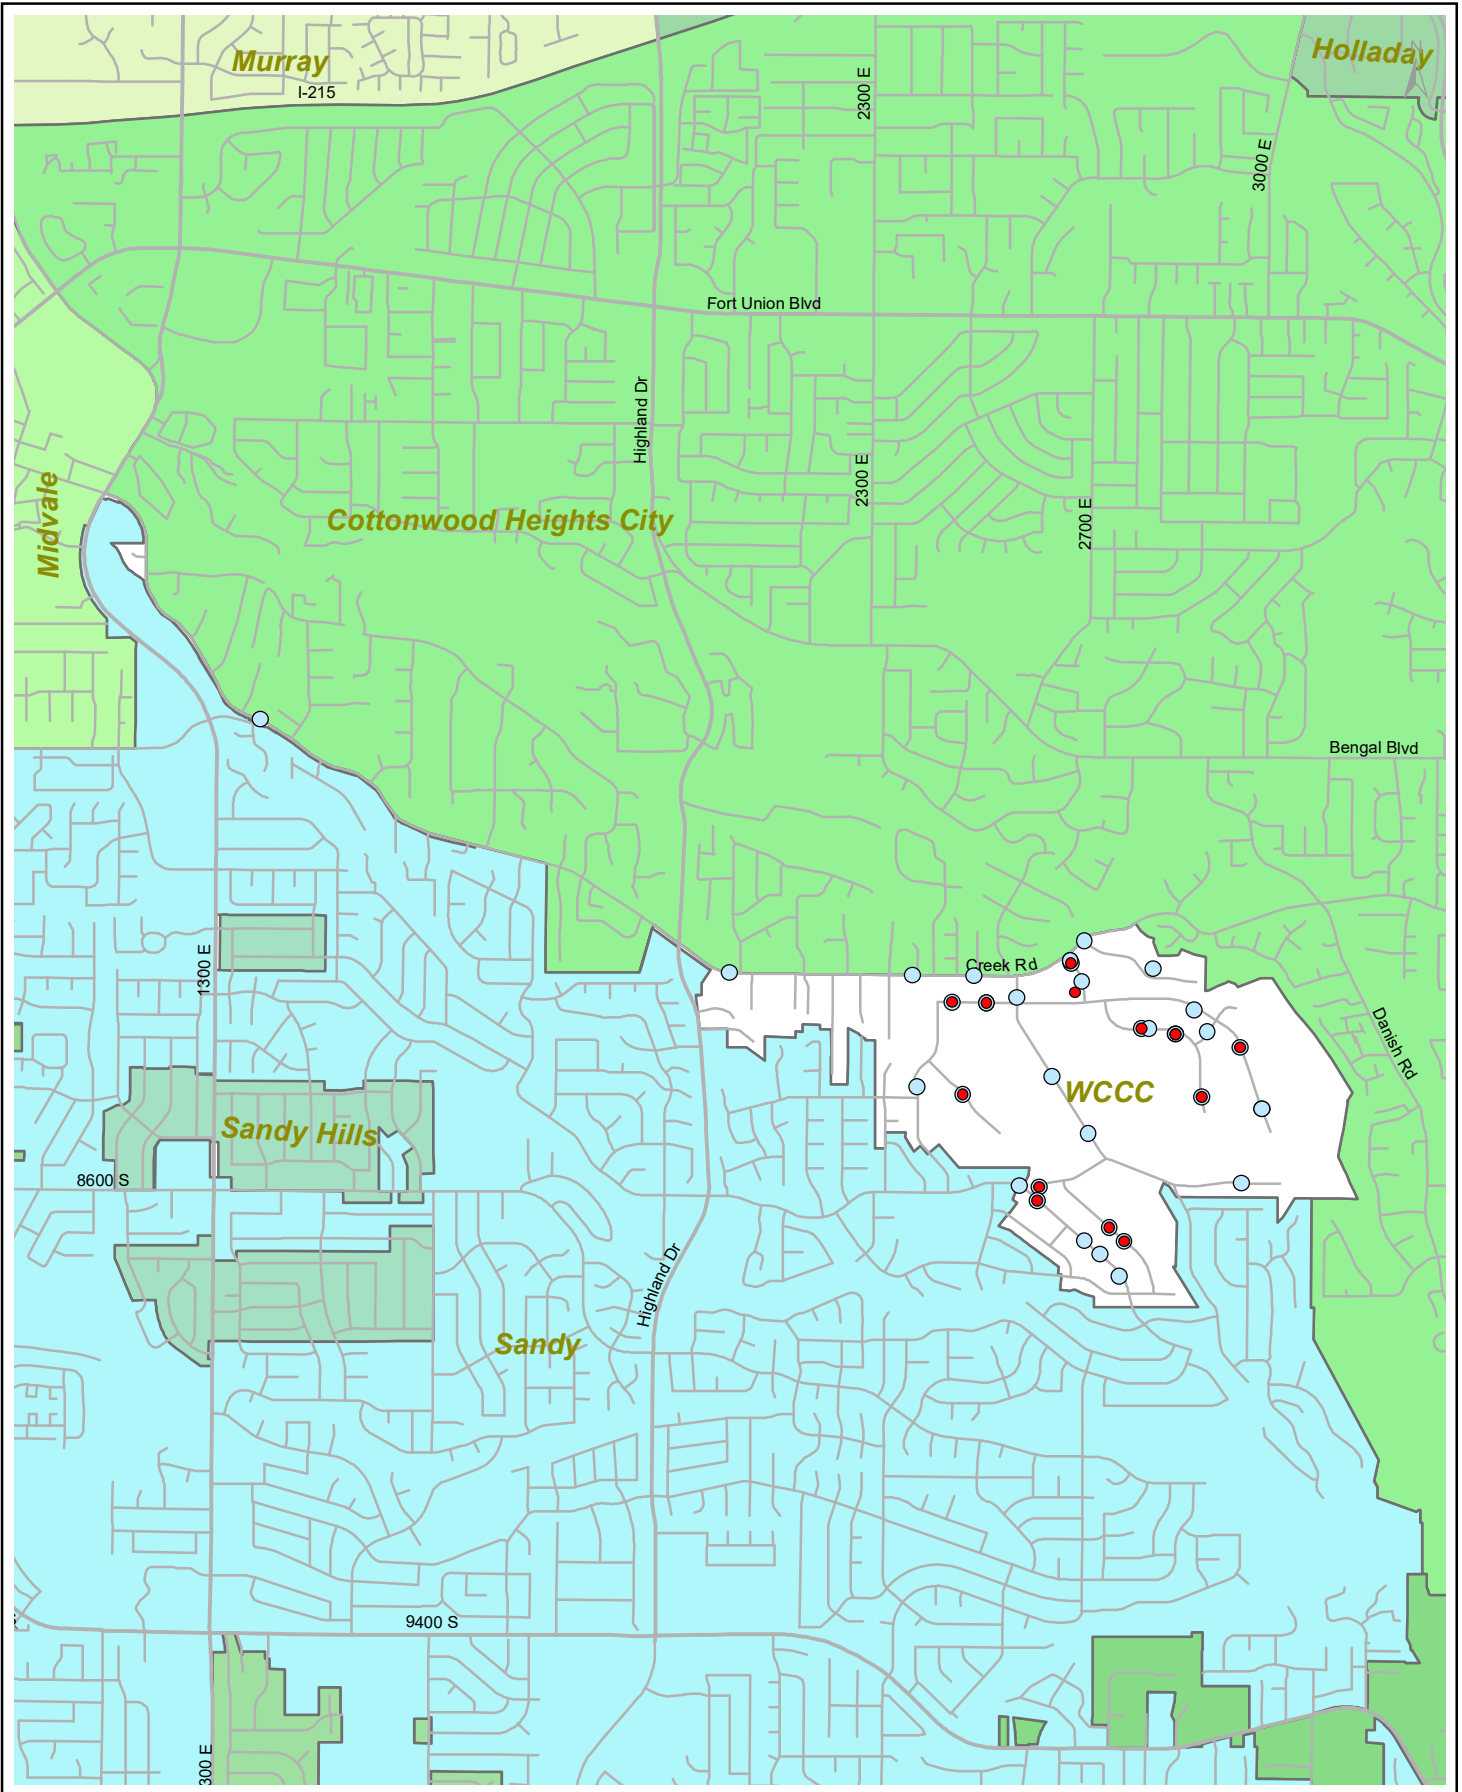 Murray
Holladay
I-215
2300 E
3000 E
Fort Union Blvd
Highland Dr
Midvale
2300 E
2700 E
Cottonwood Heights City
Bengal Blvd
1300 E
Creek Rd
Danish Rd
WCCC
Sandy Hills
8600 S
Highland Dr
Sandy
9400 S
300 E